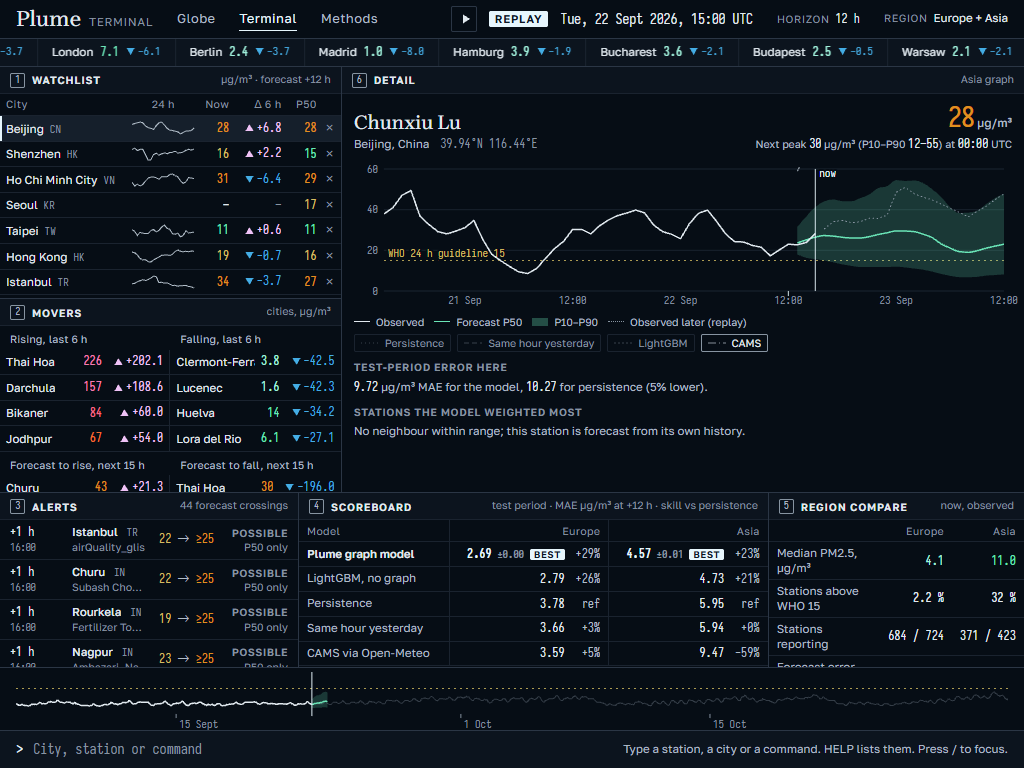 Plume TERMINAL Globe Terminal Methods REPLAY Tue, 22 Sept 2026, 15:00 UTC HORIZON 12 h REGION Europe + Asia
-3.7 London 7.1 ▼ -6.1 Berlin 2.4 ▼ -3.7 Madrid 1.0 ▼ -8.0 Hamburg 3.9 ▼ -1.9 Bucharest 3.6 ▼ -2.1 Budapest 2.5 ▼ -0.5 Warsaw 2.1 ▼ -2.1
1 WATCHLIST µg/m³ · forecast +12 h
City 24 h Now Δ 6 h P50
Beijing CN 28 ▲ +6.8 28 ×
Shenzhen HK 16 ▲ +2.2 15 ×
Ho Chi Minh City VN 31 ▼ -6.4 29 ×
Seoul KR – – 17 ×
Taipei TW 11 ▲ +0.6 11 ×
Hong Kong HK 19 ▼ -0.7 16 ×
Istanbul TR 34 ▼ -3.7 27 ×
2 MOVERS cities, µg/m³
Rising, last 6 h Falling, last 6 h
Thai Hoa 226 ▲ +202.1 Clermont-Ferr. 3.8 ▼ -42.5
Darchula 157 ▲ +108.6 Lucenec 1.6 ▼ -42.3
Bikaner 84 ▲ +60.0 Huelva 14 ▼ -34.2
Jodhpur 67 ▲ +54.0 Lora del Rio 6.1 ▼ -27.1
Forecast to rise, next 15 h Forecast to fall, next 15 h
Churu 43 ▲ +21.3 Thai Hoa 30 ▼ -196.0
6 DETAIL Asia graph
Chunxiu Lu 28 µg/m³
Beijing, China 39.94°N 116.44°E Next peak 30 µg/m³ (P10–P90 12–55) at 00:00 UTC
60
now
40
20
WHO 24 h guideline 15
0
21 Sep 12:00 22 Sep 12:00 23 Sep 12:00
Observed Forecast P50 P10–P90 Observed later (replay)
Persistence Same hour yesterday LightGBM CAMS
TEST-PERIOD ERROR HERE
9.72 µg/m³ MAE for the model, 10.27 for persistence (5% lower).
STATIONS THE MODEL WEIGHTED MOST
No neighbour within range; this station is forecast from its own history.
3 ALERTS 44 forecast crossings
+1 h Istanbul TR 22 → ≥25 POSSIBLE
16:00 airQuality_glis P50 only
+1 h Churu IN 22 → ≥25 POSSIBLE
16:00 Subash Cho... P50 only
+1 h Rourkela IN 19 → ≥25 POSSIBLE
16:00 Fertilizer To... P50 only
+1 h Nagpur IN 23 → ≥25 POSSIBLE
16:00 P50 only
4 SCOREBOARD test period · MAE µg/m³ at +12 h · skill vs persistence
Model Europe Asia
Plume graph model 2.69 ±0.00 BEST +29% 4.57 ±0.01 BEST +23%
LightGBM, no graph 2.79 +26% 4.73 +21%
Persistence 3.78 ref 5.95 ref
Same hour yesterday 3.66 +3% 5.94 +0%
CAMS via Open-Meteo 3.59 +5% 9.47 -59%
5 REGION COMPARE now, observed
Europe Asia
Median PM2.5, µg/m³ 4.1 11.0
Stations above WHO 15 2.2 % 32 %
Stations reporting 684 / 724 371 / 423
Forecast error
15 Sept 1 Oct 15 Oct
> City, station or command Type a station, a city or a command. HELP lists them. Press / to focus.